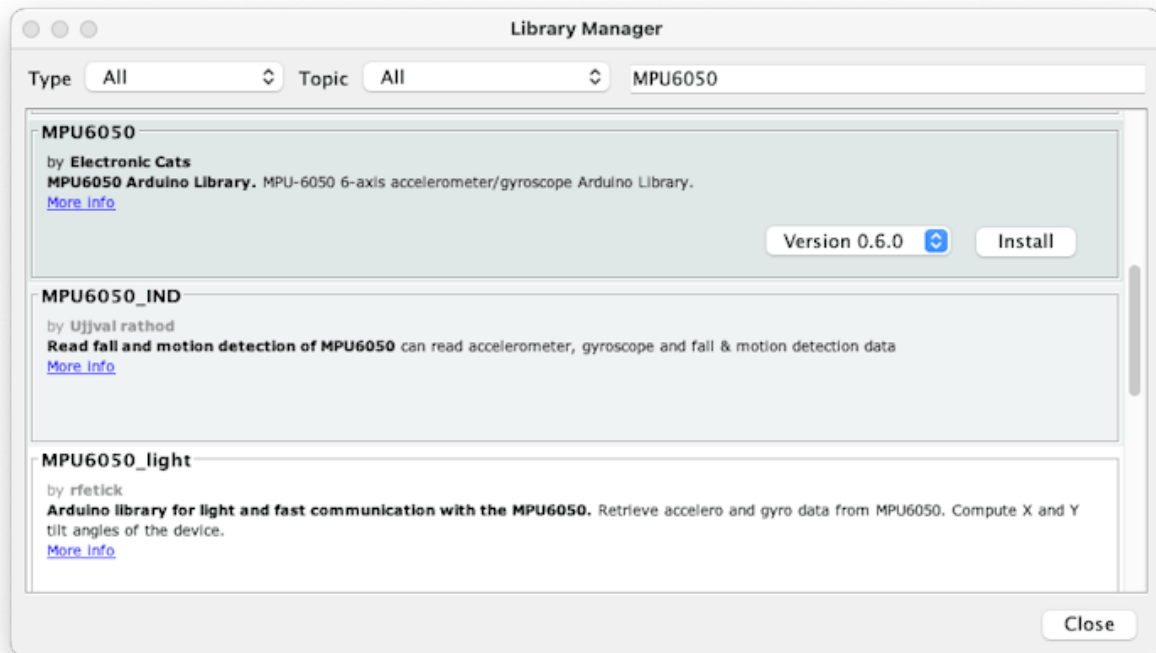 Library Manager
Type All Topic All MPU6050
MPU6050
by Electronic Cats
MPU6050 Arduino Library. MPU-6050 6-axis accelerometer/gyroscope Arduino Library.
More info
Version 0.6.0 Install
MPU6050_IND
by Ujjval rathod
Read fall and motion detection of MPU6050 can read accelerometer, gyroscope and fall & motion detection data
More info
MPU6050_light
by rfetick
Arduino library for light and fast communication with the MPU6050. Retrieve accelero and gyro data from MPU6050. Compute X and Y
tilt angles of the device.
More info
Close